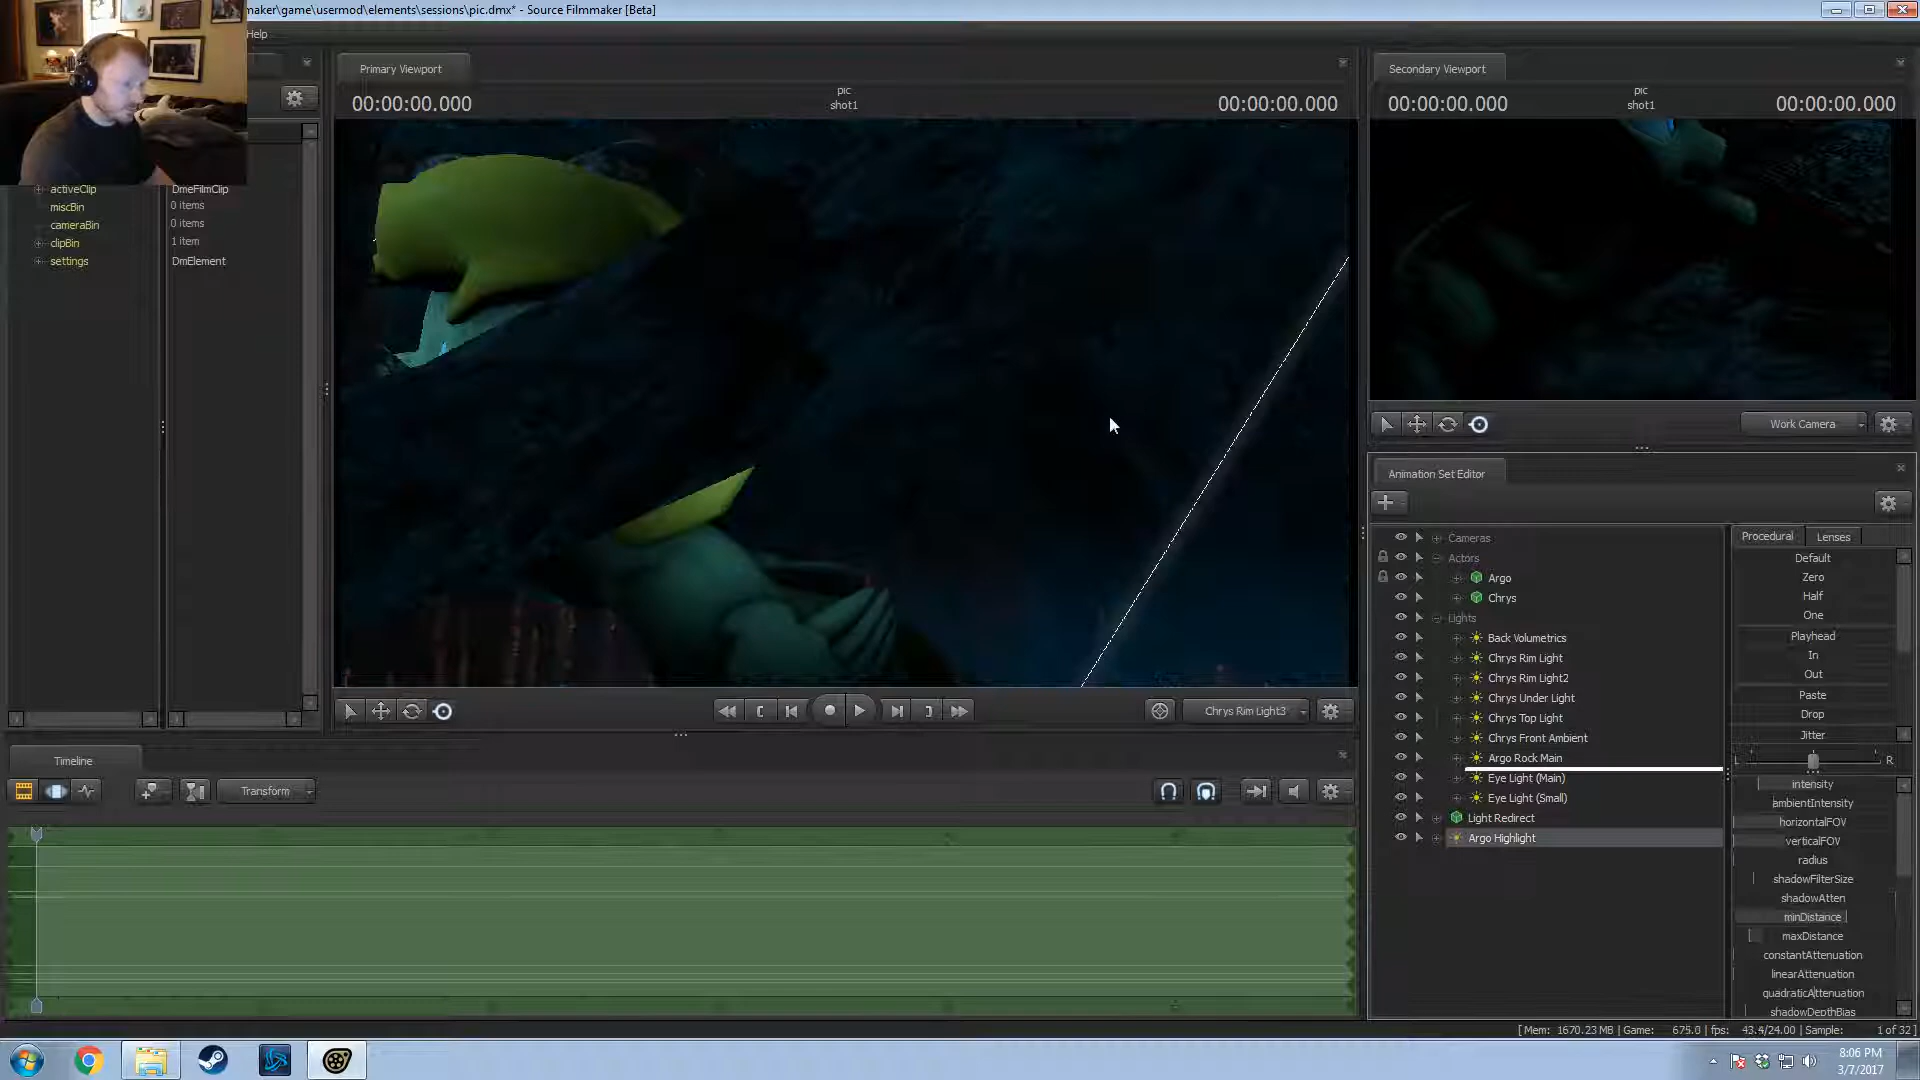 maker\game\usermod\elements\sessions\pic.dmx* - Source Filmmaker [Beta]
Help
Primary Viewport
Secondary Viewport
00:00:00.000
pic
shot1
00:00:00.000
00:00:00.000
pic
shot1
00:00:00.000
activeClip DmeFilmClip
miscBin 0 items
cameraBin 0 items
clipBin 1 item
settings DmElement
Work Camera
Animation Set Editor
Cameras
Actors
Argo
Chrys
Lights
Back Volumetrics
Chrys Rim Light
Chrys Rim Light2
Chrys Under Light
Chrys Top Light
Chrys Front Ambient
Argo Rock Main
Eye Light (Main)
Eye Light (Small)
Light Redirect
Argo Highlight
Procedural Lenses
Default
Zero
Half
One
Playhead
In
Out
Paste
Drop
Jitter
L R
intensity
ambientIntensity
horizontalFOV
verticalFOV
radius
shadowFilterSize
shadowAtten
minDistance
maxDistance
constantAttenuation
linearAttenuation
quadraticAttenuation
shadowDepthBias
Chrys Rim Light3
Timeline
Transform
[ Mem: 1670.23 MB | Game: 675.0 | fps: 43.4/24.00 | Sample: 1 of 32 ]
8:06 PM
3/7/2017